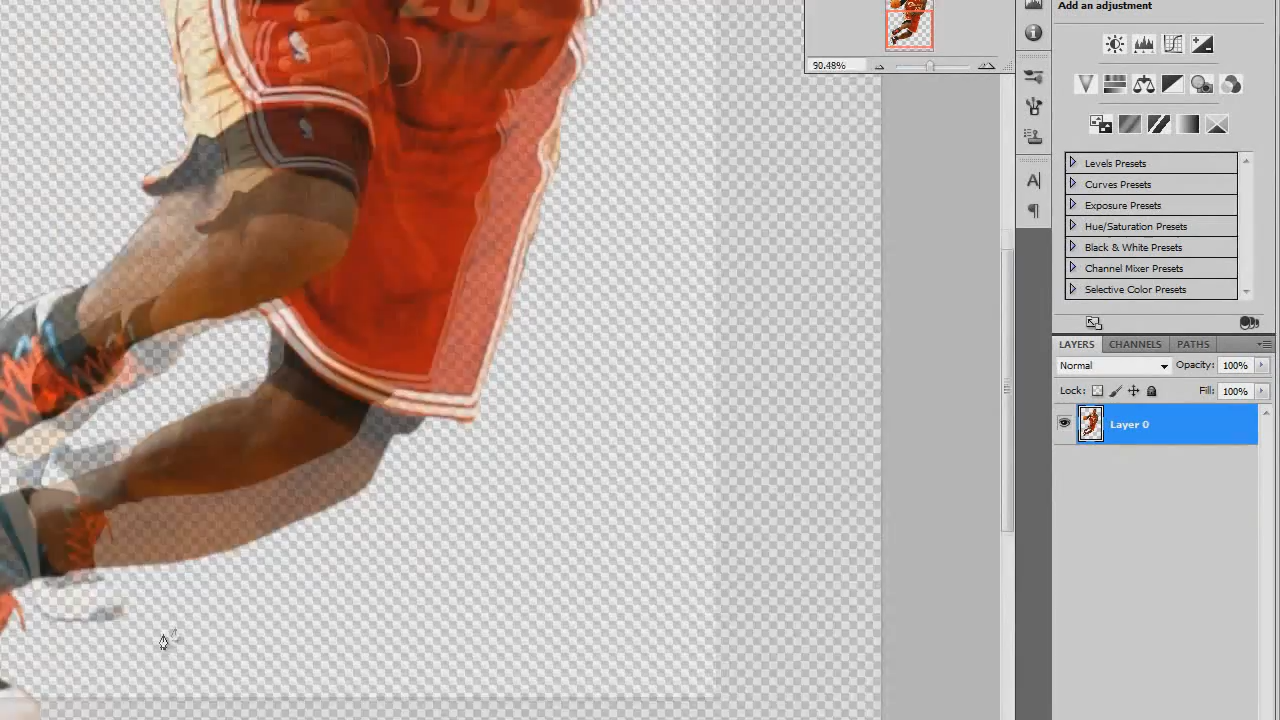 Add an adjustment
90.48%
Levels Presets
Curves Presets
Exposure Presets
Hue/Saturation Presets
Black & White Presets
Channel Mixer Presets
Selective Color Presets
LAYERS CHANNELS PATHS
Normal Opacity: 100%
Lock: Fill: 100%
Layer 0